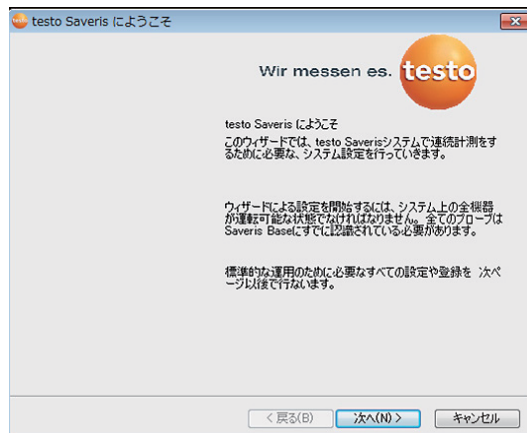 testo Saveris にようこそ
Wir messen es. testo
testo Saveris にようこそ
このウィザードでは、testo Saverisシステムで連続計測をす
るために必要な、システム設定を行っていきます。
ウィザードによる設定を開始するには、システム上の全機器
が運転可能な状態でなければなりません。全てのプローブは
Saveris Baseにすでに認識されている必要があります。
標準的な運用のために必要なすべての設定や登録を 次ペ
ージ以後で行ないます。
< 戻る(B) 次へ(N) > キャンセル